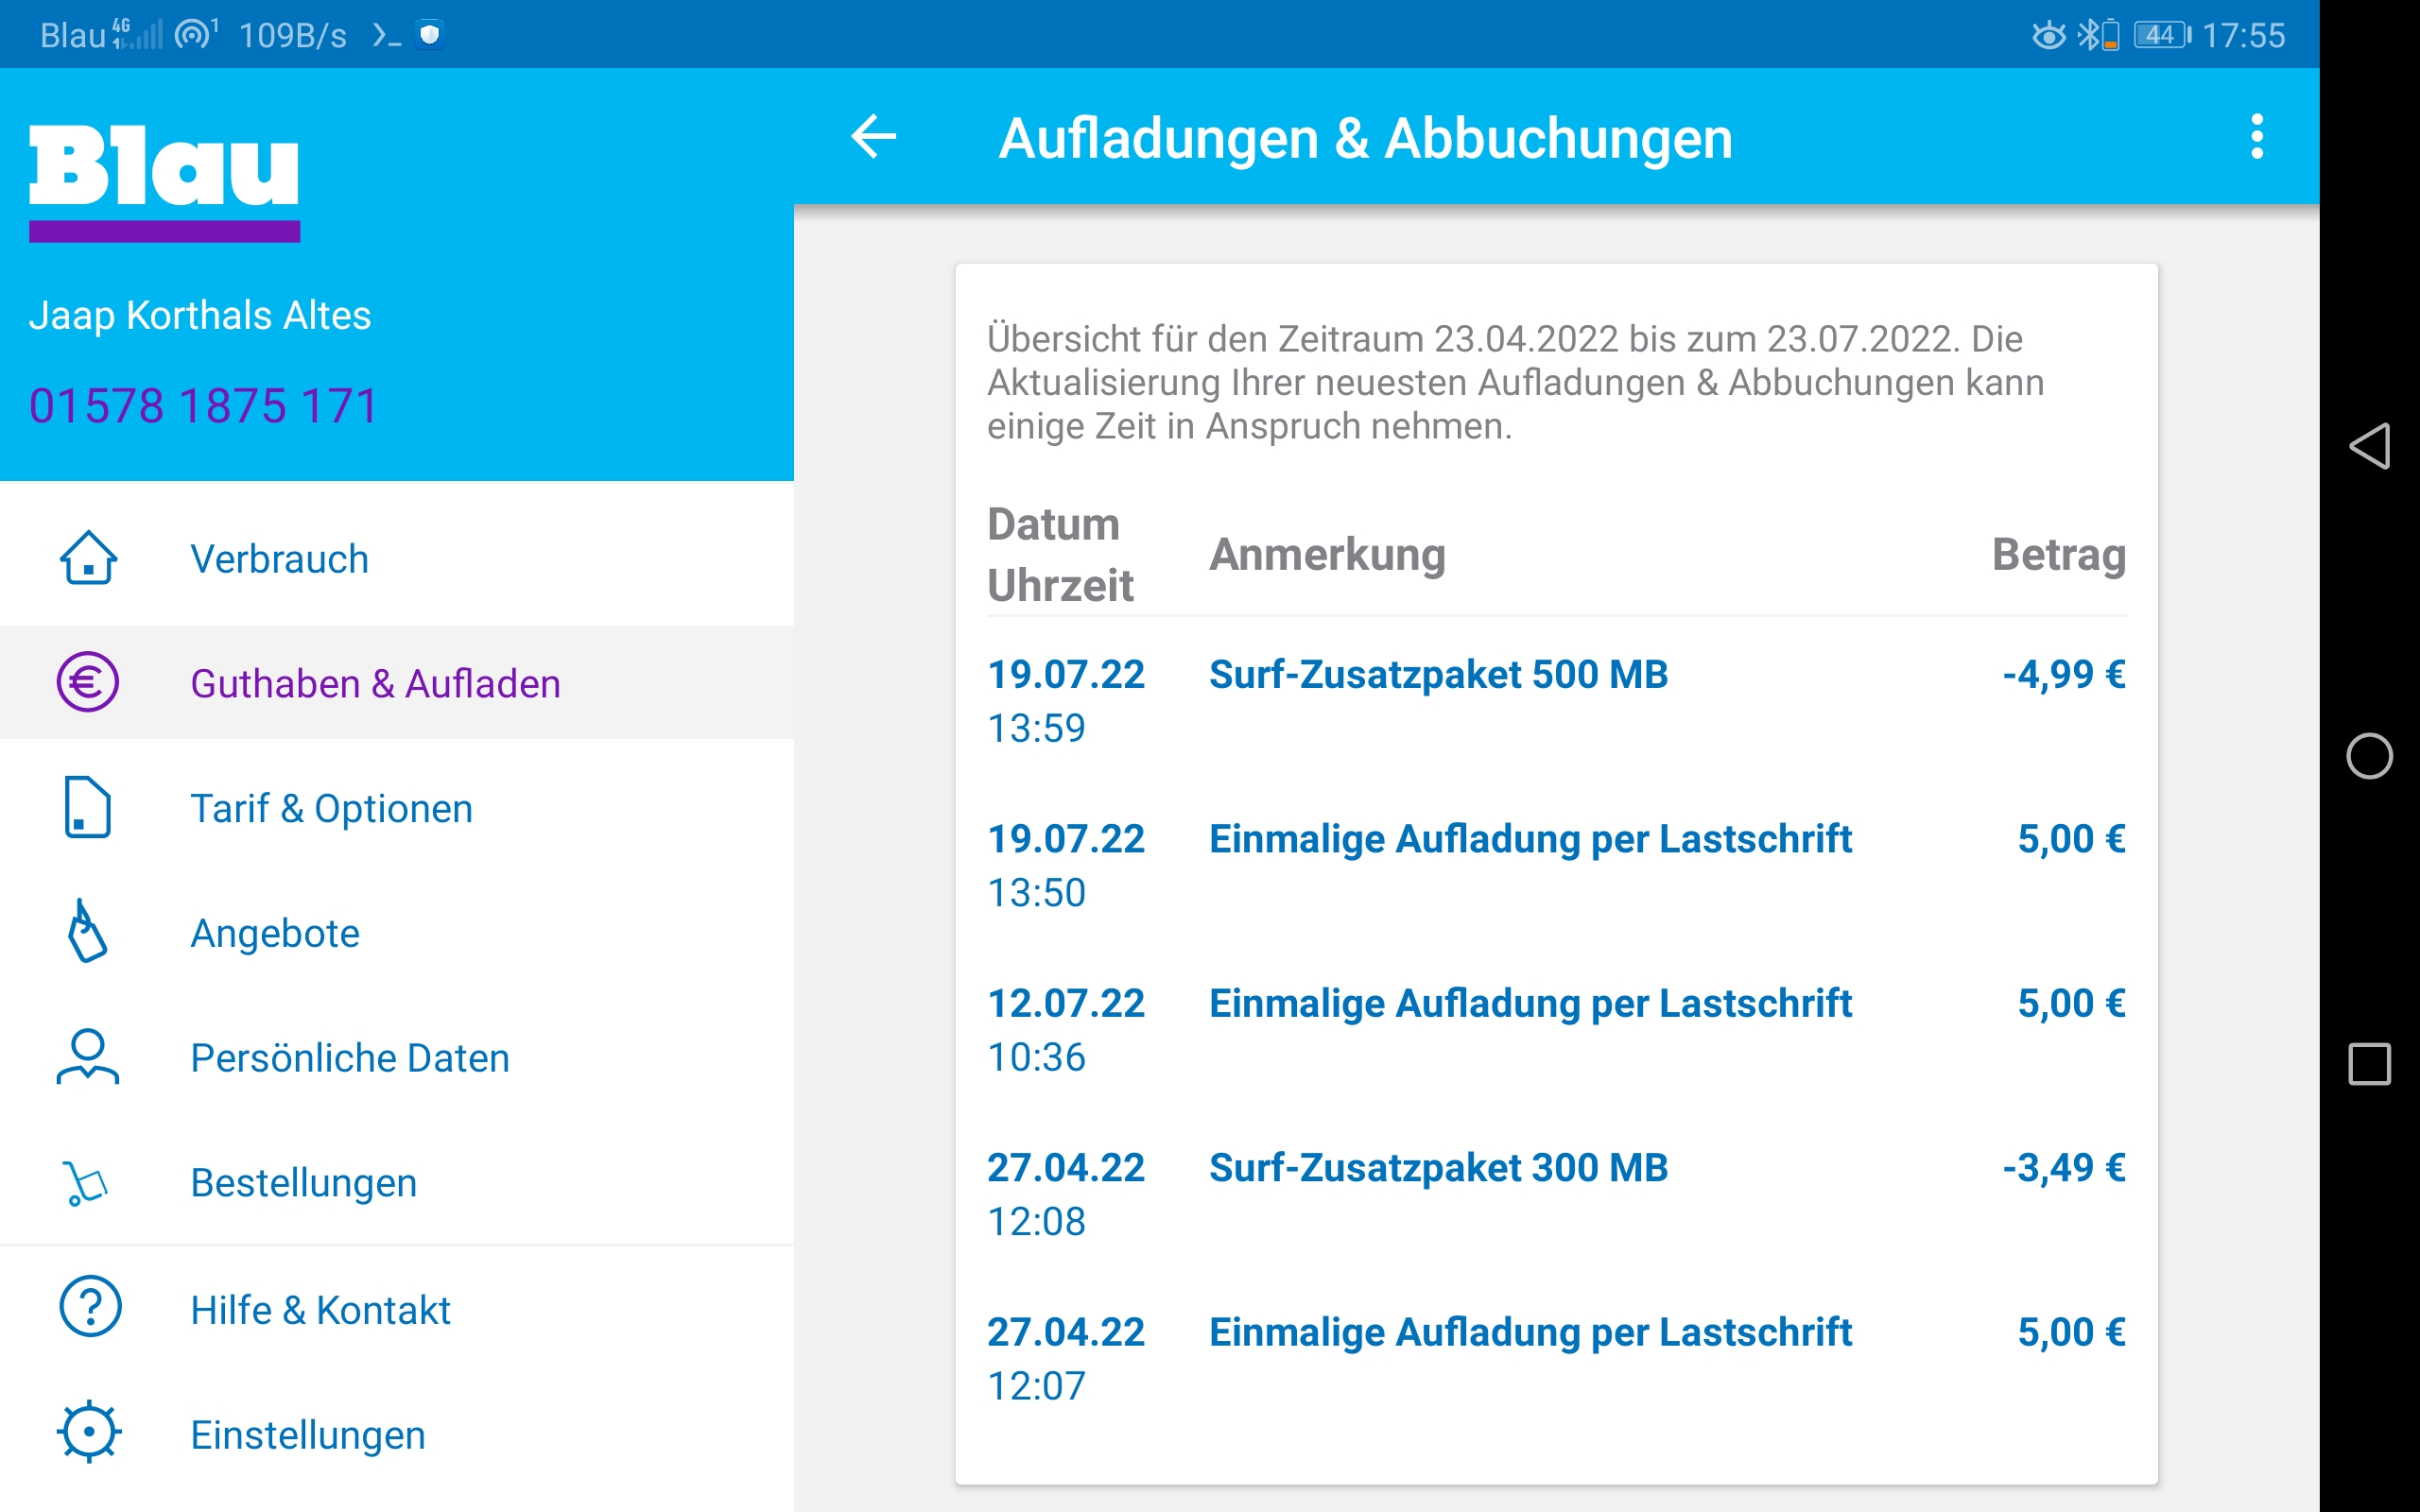 Blau 4G 1 109B/s 44 17:55
Blau
Jaap Korthals Altes
01578 1875 171
Verbrauch
Guthaben & Aufladen
Tarif & Optionen
Angebote
Persönliche Daten
Bestellungen
Hilfe & Kontakt
Einstellungen
Aufladungen & Abbuchungen
Übersicht für den Zeitraum 23.04.2022 bis zum 23.07.2022. Die
Aktualisierung Ihrer neuesten Aufladungen & Abbuchungen kann
einige Zeit in Anspruch nehmen.
Datum
Uhrzeit Anmerkung Betrag
19.07.22 Surf-Zusatzpaket 500 MB -4,99 €
13:59
19.07.22 Einmalige Aufladung per Lastschrift 5,00 €
13:50
12.07.22 Einmalige Aufladung per Lastschrift 5,00 €
10:36
27.04.22 Surf-Zusatzpaket 300 MB -3,49 €
12:08
27.04.22 Einmalige Aufladung per Lastschrift 5,00 €
12:07